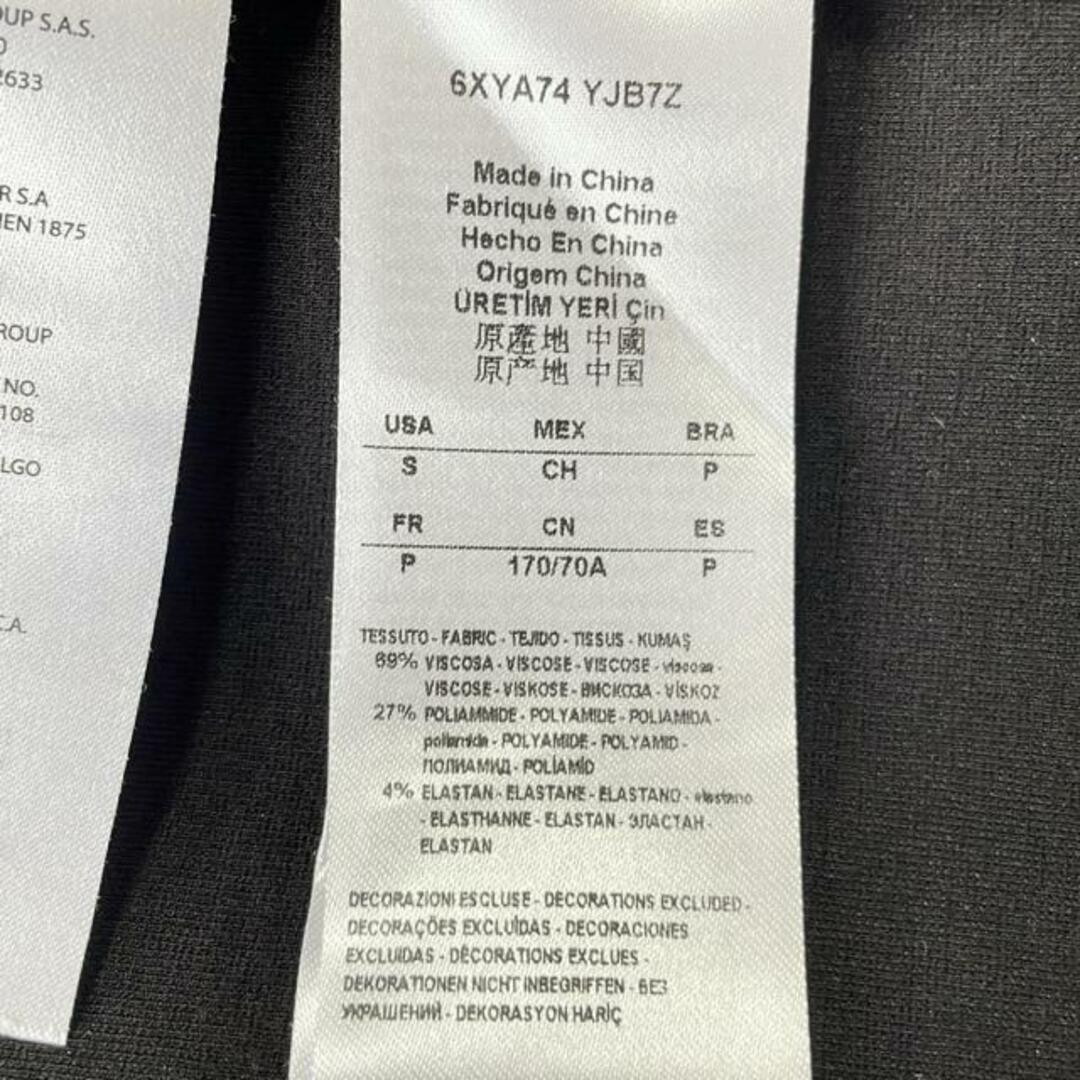 OUP S.A.S.
2633
R S.A
IEN 1875
ROUP
NO.
108
LGO
C.A.
6XYA74 YJB7Z
Made in China
Fabriqué en Chine
Hecho En China
Origem China
ÜRETİM YERİ Çin
原產地 中國
原产地 中国
USA MEX BRA
S CH P
FR CN ES
P 170/70A P
TESSUTO - FABRIC - TEJIDO - TISSUS - KUMAŞ
69% VISCOSA - VISCOSE - VISCOSE - viscosa -
VISCOSE - VISKOSE - ВИСКОЗА - VİSKOZ
27% POLIAMMIDE - POLYAMIDE - POLIAMIDA -
poliamida - POLYAMIDE - POLYAMID -
ПОЛИАМИД - POLİAMİD
4% ELASTAN - ELASTANE - ELASTANO - elastano
- ELASTHANNE - ELASTAN - ЭЛАСТАН -
ELASTAN
DECORAZIONI ESCLUSE - DECORATIONS EXCLUDED -
DECORAÇÕES EXCLUÍDAS - DECORACIONES
EXCLUIDAS - DÉCORATIONS EXCLUES -
DEKORATIONEN NICHT INBEGRIFFEN - БЕЗ
УКРАШЕНИЙ - DEKORASYON HARİÇ